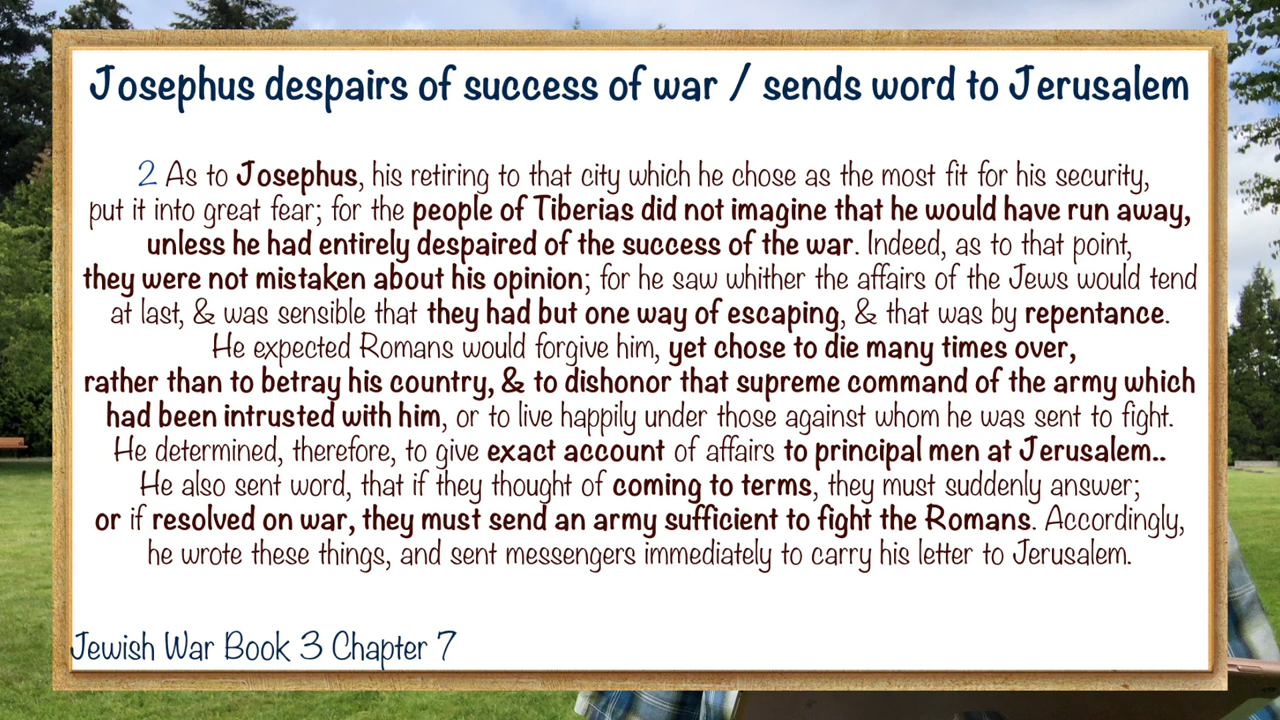 Josephus despairs of success of war / sends word to Jerusalem
2 As to Josephus, his retiring to that city which he chose as the most fit for his security,
put it into great fear; for the people of Tiberias did not imagine that he would have run away,
unless he had entirely despaired of the success of the war. Indeed, as to that point,
they were not mistaken about his opinion; for he saw whither the affairs of the Jews would tend
at last, & was sensible that they had but one way of escaping, & that was by repentance.
He expected Romans would forgive him, yet chose to die many times over,
rather than to betray his country, & to dishonor that supreme command of the army which
had been intrusted with him, or to live happily under those against whom he was sent to fight.
He determined, therefore, to give exact account of affairs to principal men at Jerusalem..
He also sent word, that if they thought of coming to terms, they must suddenly answer;
or if resolved on war, they must send an army sufficient to fight the Romans. Accordingly,
he wrote these things, and sent messengers immediately to carry his letter to Jerusalem.
Jewish War Book 3 Chapter 7